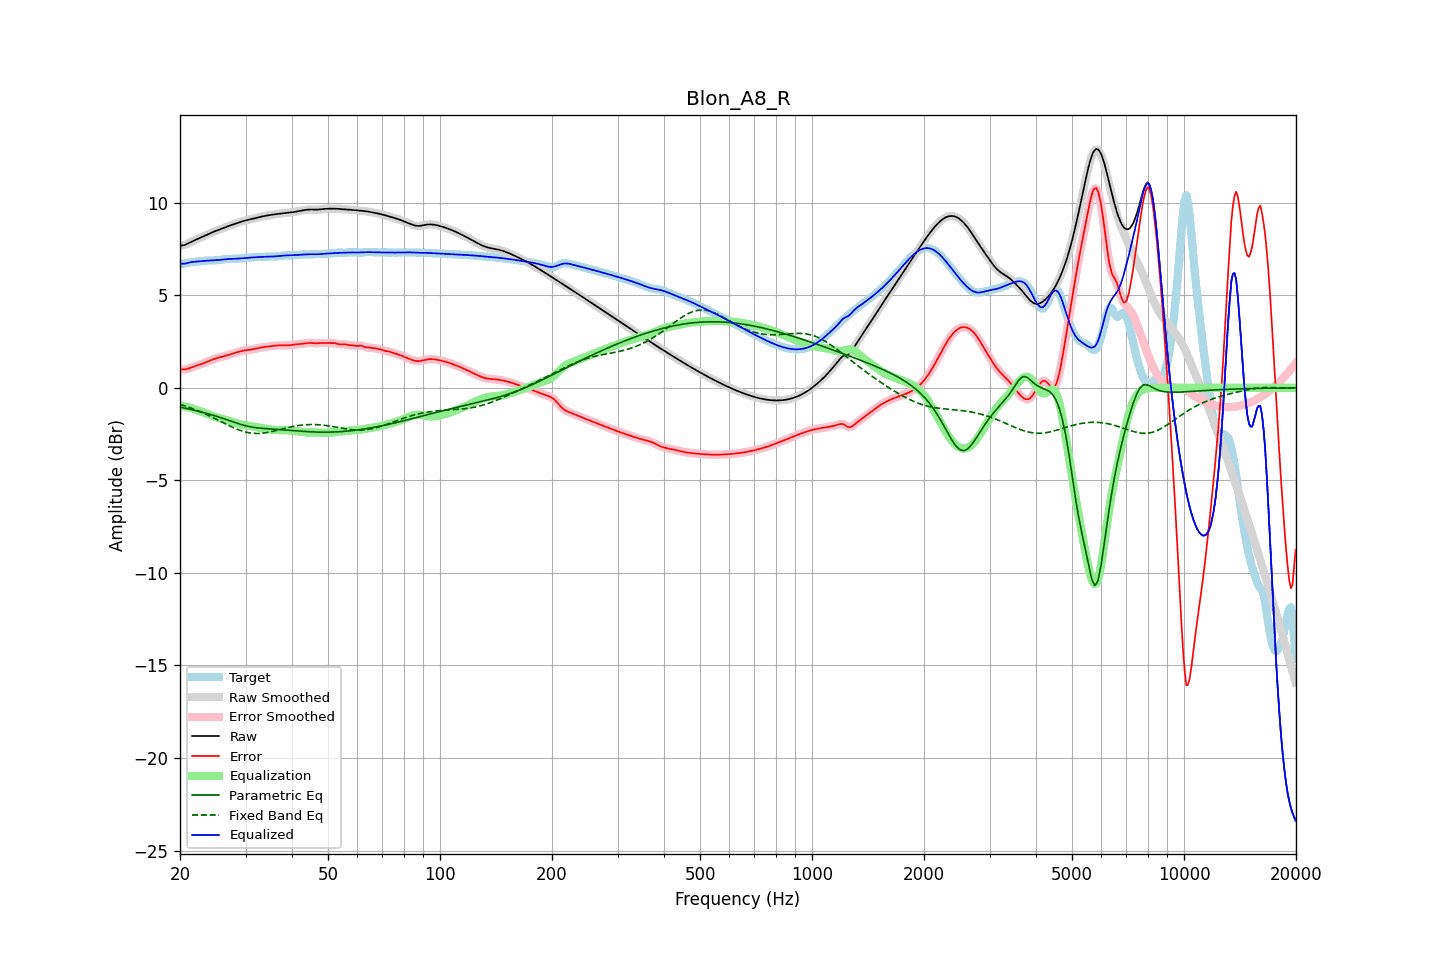 Blon_A8_R
10
5
0
−5
−10
−15
−20
−25
Amplitude (dBr)
Target
Raw Smoothed
Error Smoothed
Raw
Error
Equalization
Parametric Eq
Fixed Band Eq
Equalized
20 50 100 200 500 1000 2000 5000 10000 20000
Frequency (Hz)